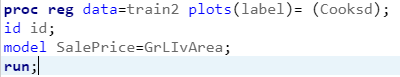 proc reg data=train2 plots(label)= (Cooksd);
id id;
model SalePrice=GrLIvArea;
run;